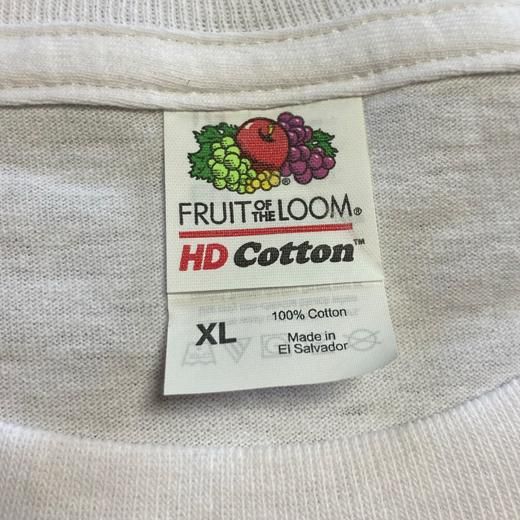 FRUIT OF THE LOOM®
HD Cotton™
XL
100% Cotton
Made in
El Salvador